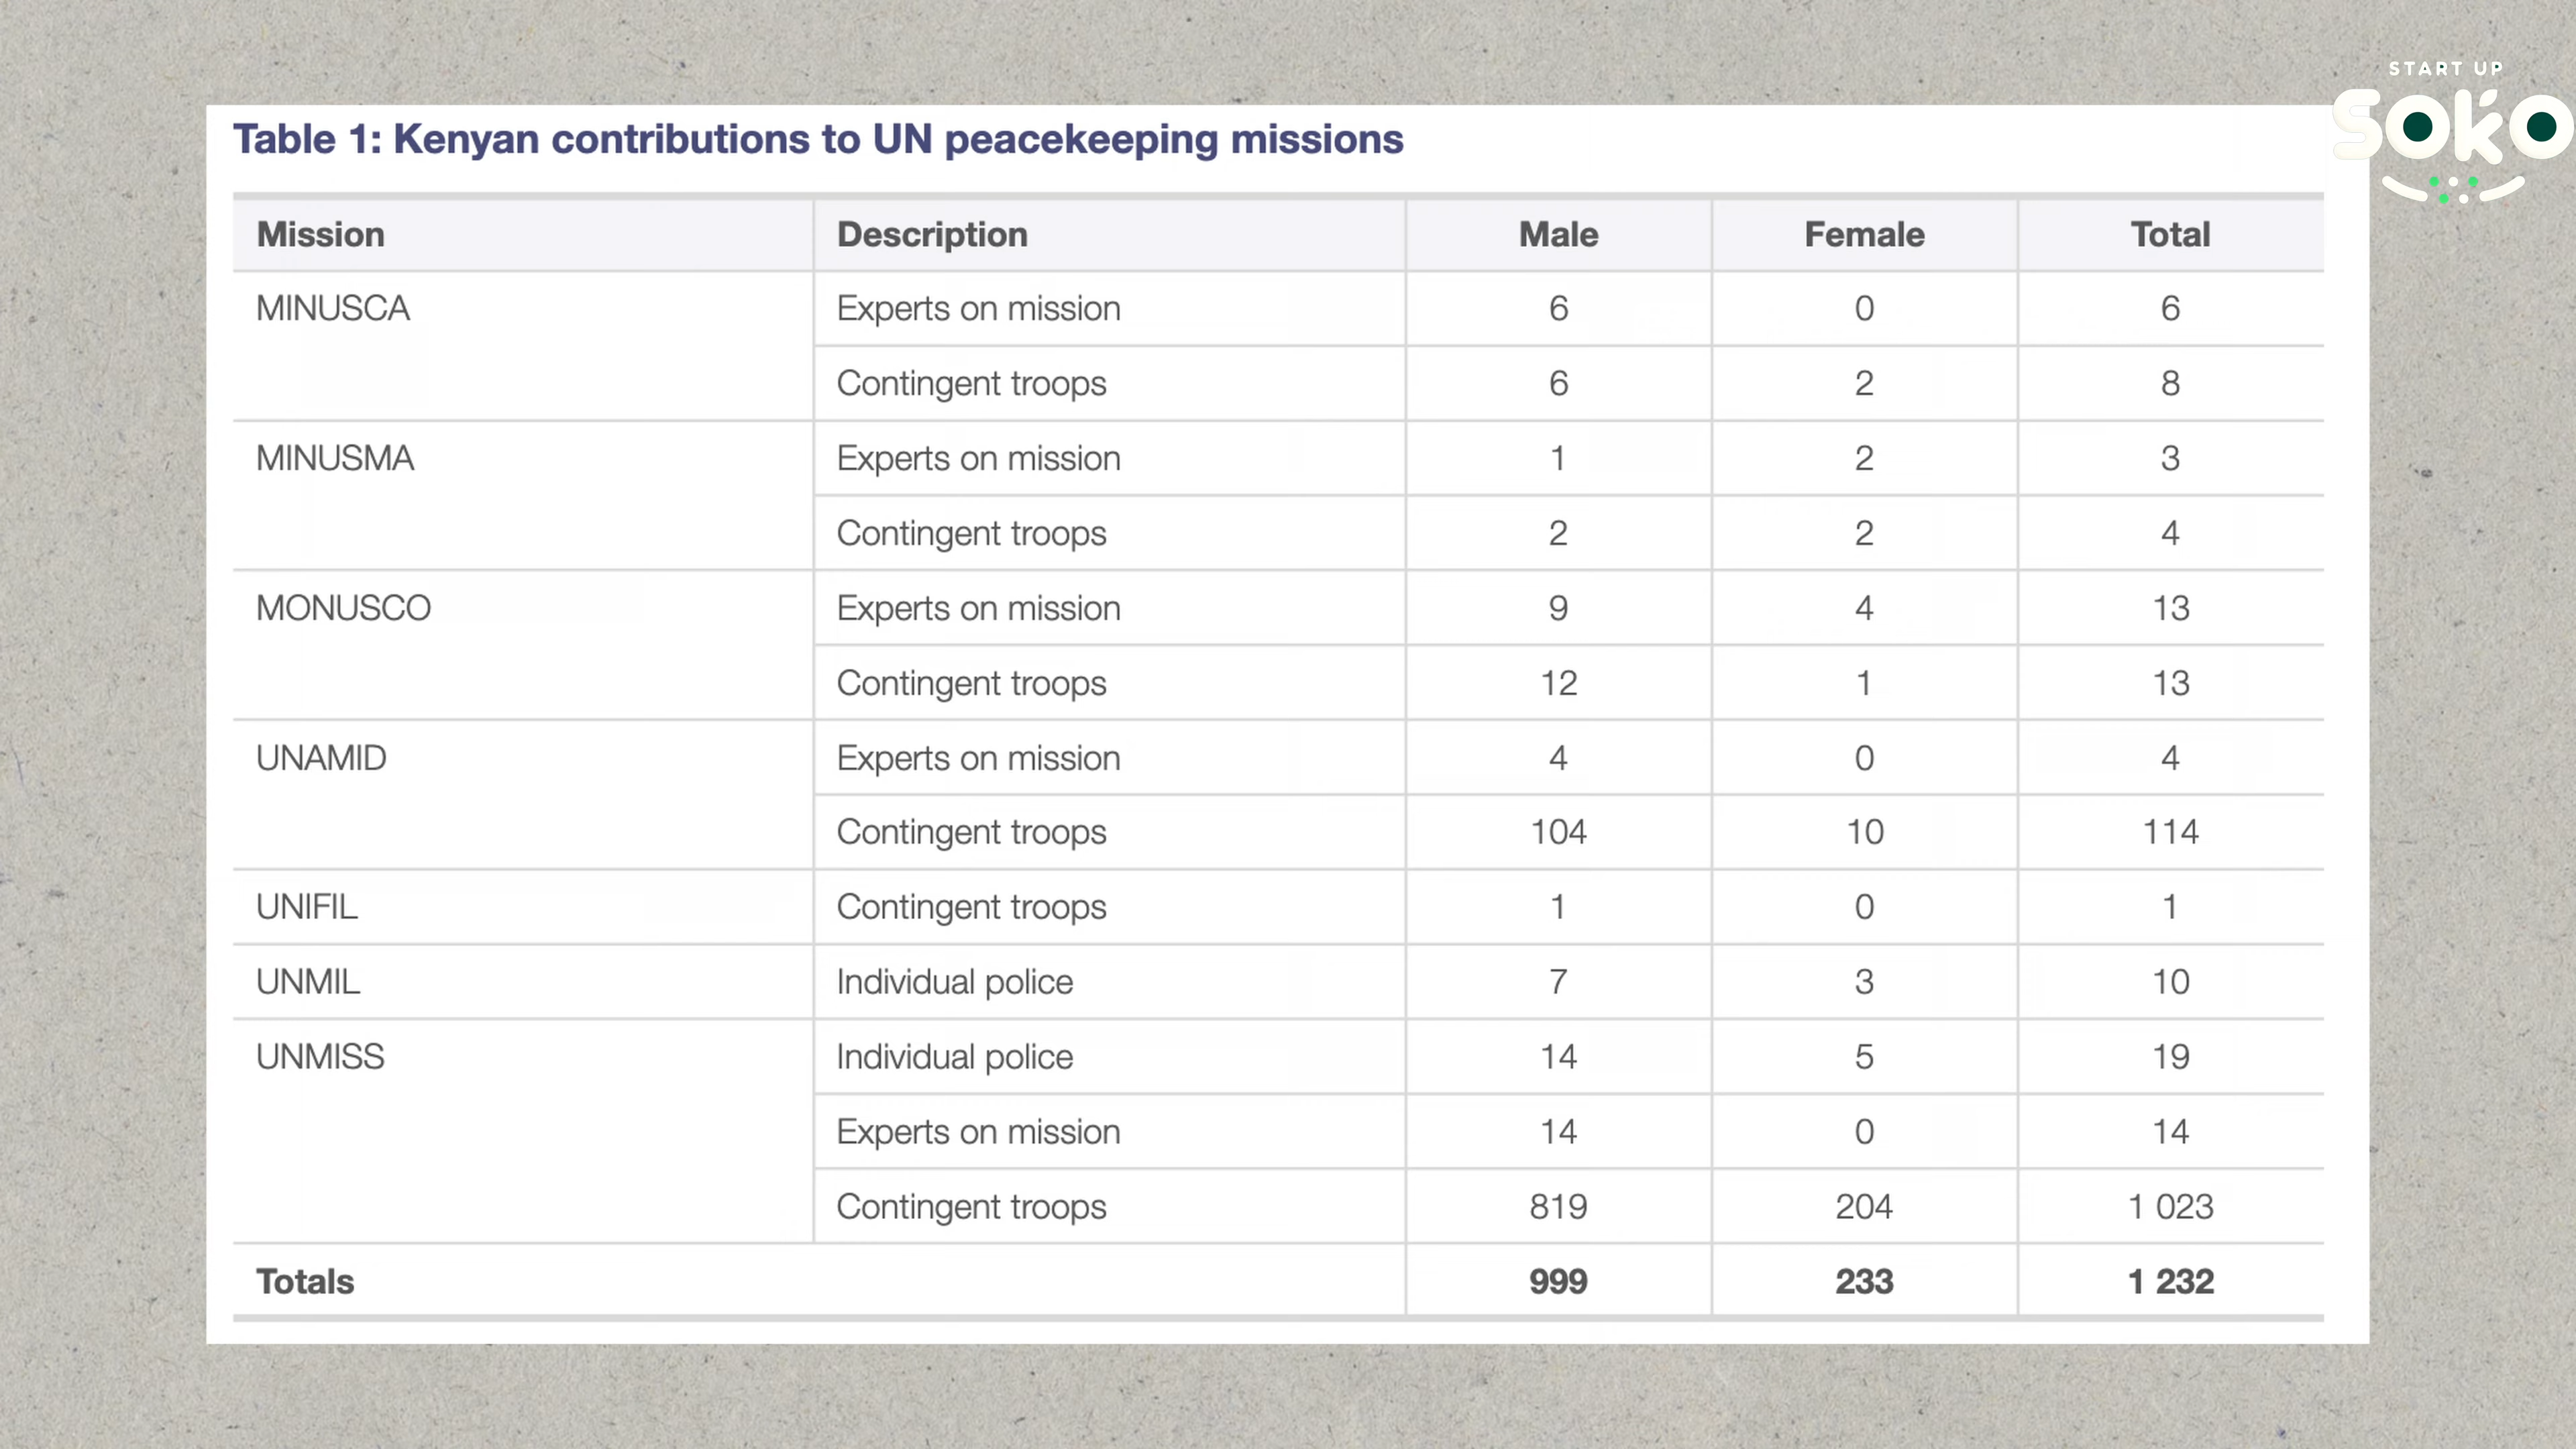 START UP
SOKO
Table 1: Kenyan contributions to UN peacekeeping missions
Mission Description Male Female Total
MINUSCA Experts on mission 6 0 6
Contingent troops 6 2 8
MINUSMA Experts on mission 1 2 3
Contingent troops 2 2 4
MONUSCO Experts on mission 9 4 13
Contingent troops 12 1 13
UNAMID Experts on mission 4 0 4
Contingent troops 104 10 114
UNIFIL Contingent troops 1 0 1
UNMIL Individual police 7 3 10
UNMISS Individual police 14 5 19
Experts on mission 14 0 14
Contingent troops 819 204 1 023
Totals 999 233 1 232